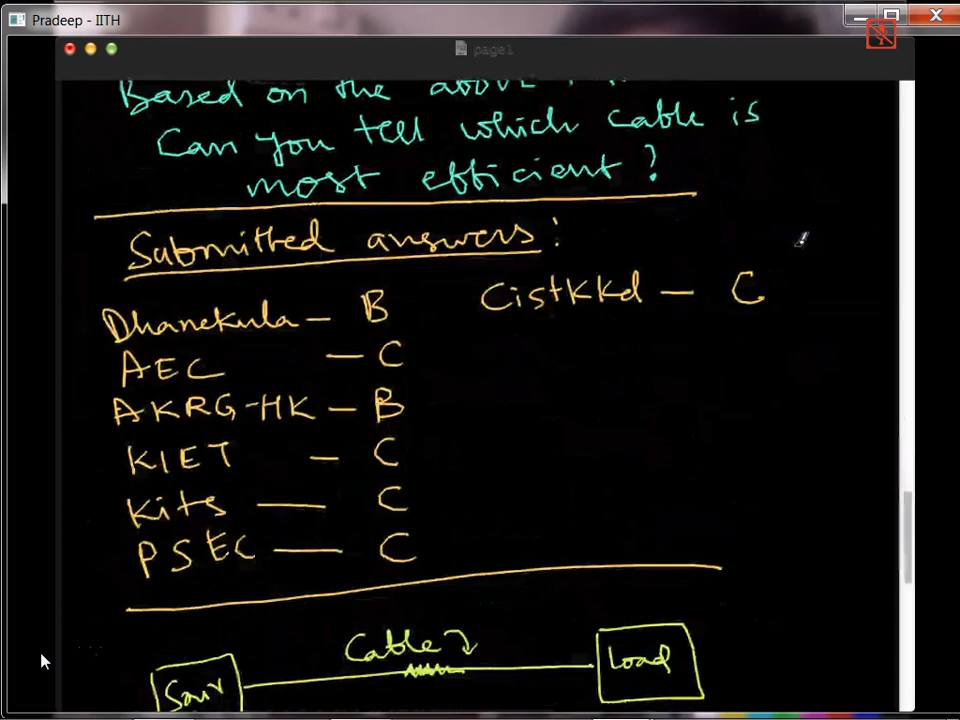 Pradeep - IITH
page1
Based on the above
Can you tell which cable is
most efficient?
Submitted answers:
Dhanekula - B
CistKKd - C
AEC - C
AKRG-HK - B
KIET - C
Kits - C
PSEC - C
Cable
Load